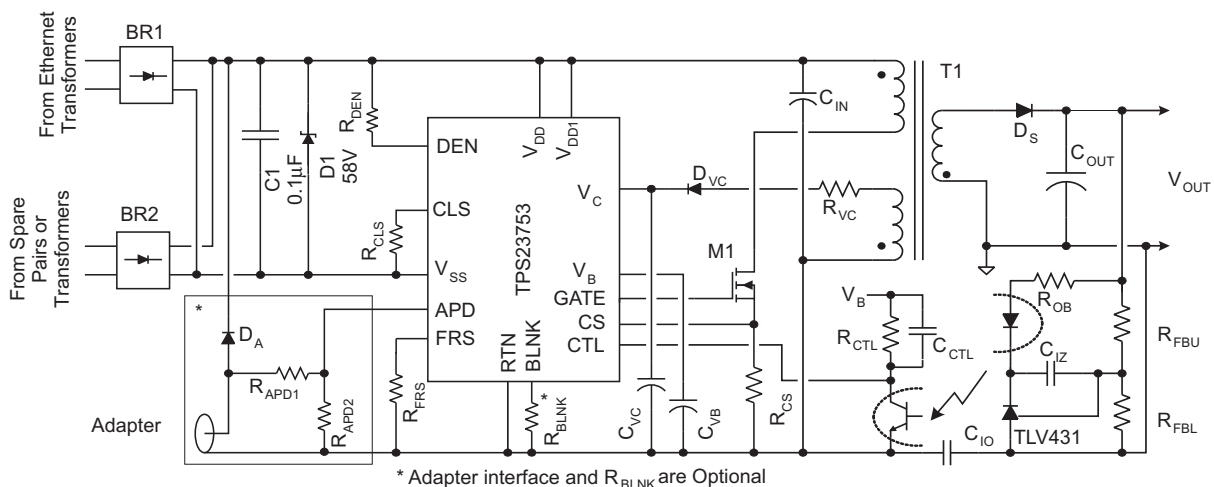 From Ethernet
Transformers
BR1
From Spare
Pairs or
Transformers
BR2
C1
0.1µF
D1
58V
R_DEN
DEN
V_DD
V_DD1
C_IN
T1
D_S
C_OUT
V_OUT
CLS
R_CLS
V_SS
TPS23753
V_C
D_VC
R_VC
M1
V_B
GATE
CS
CTL
APD
FRS
RTN
BLNK
*
D_A
R_APD1
R_APD2
Adapter
R_FRS
*
R_BLNK
C_VC
C_VB
R_CS
V_B
R_CTL
C_CTL
R_OB
C_IZ
R_FBU
R_FBL
TLV431
C_IO
* Adapter interface and R_BLNK are Optional